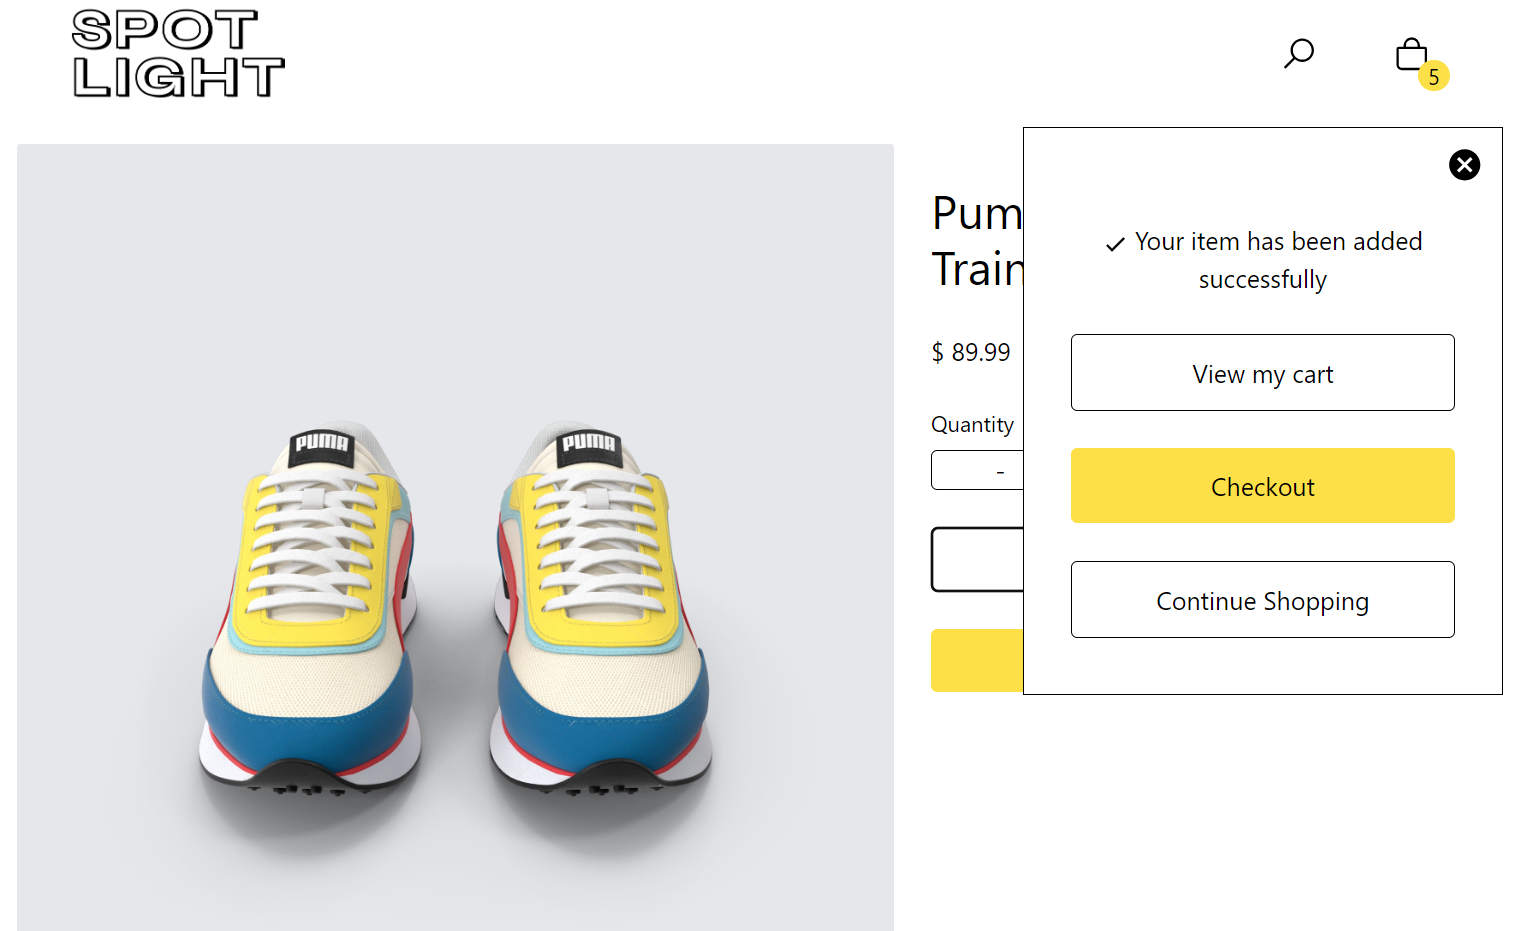 SPOT
LIGHT
5
Pum
Train
$ 89.99
Quantity
-
✓ Your item has been added
successfully
View my cart
Checkout
Continue Shopping
PUMA
PUMA